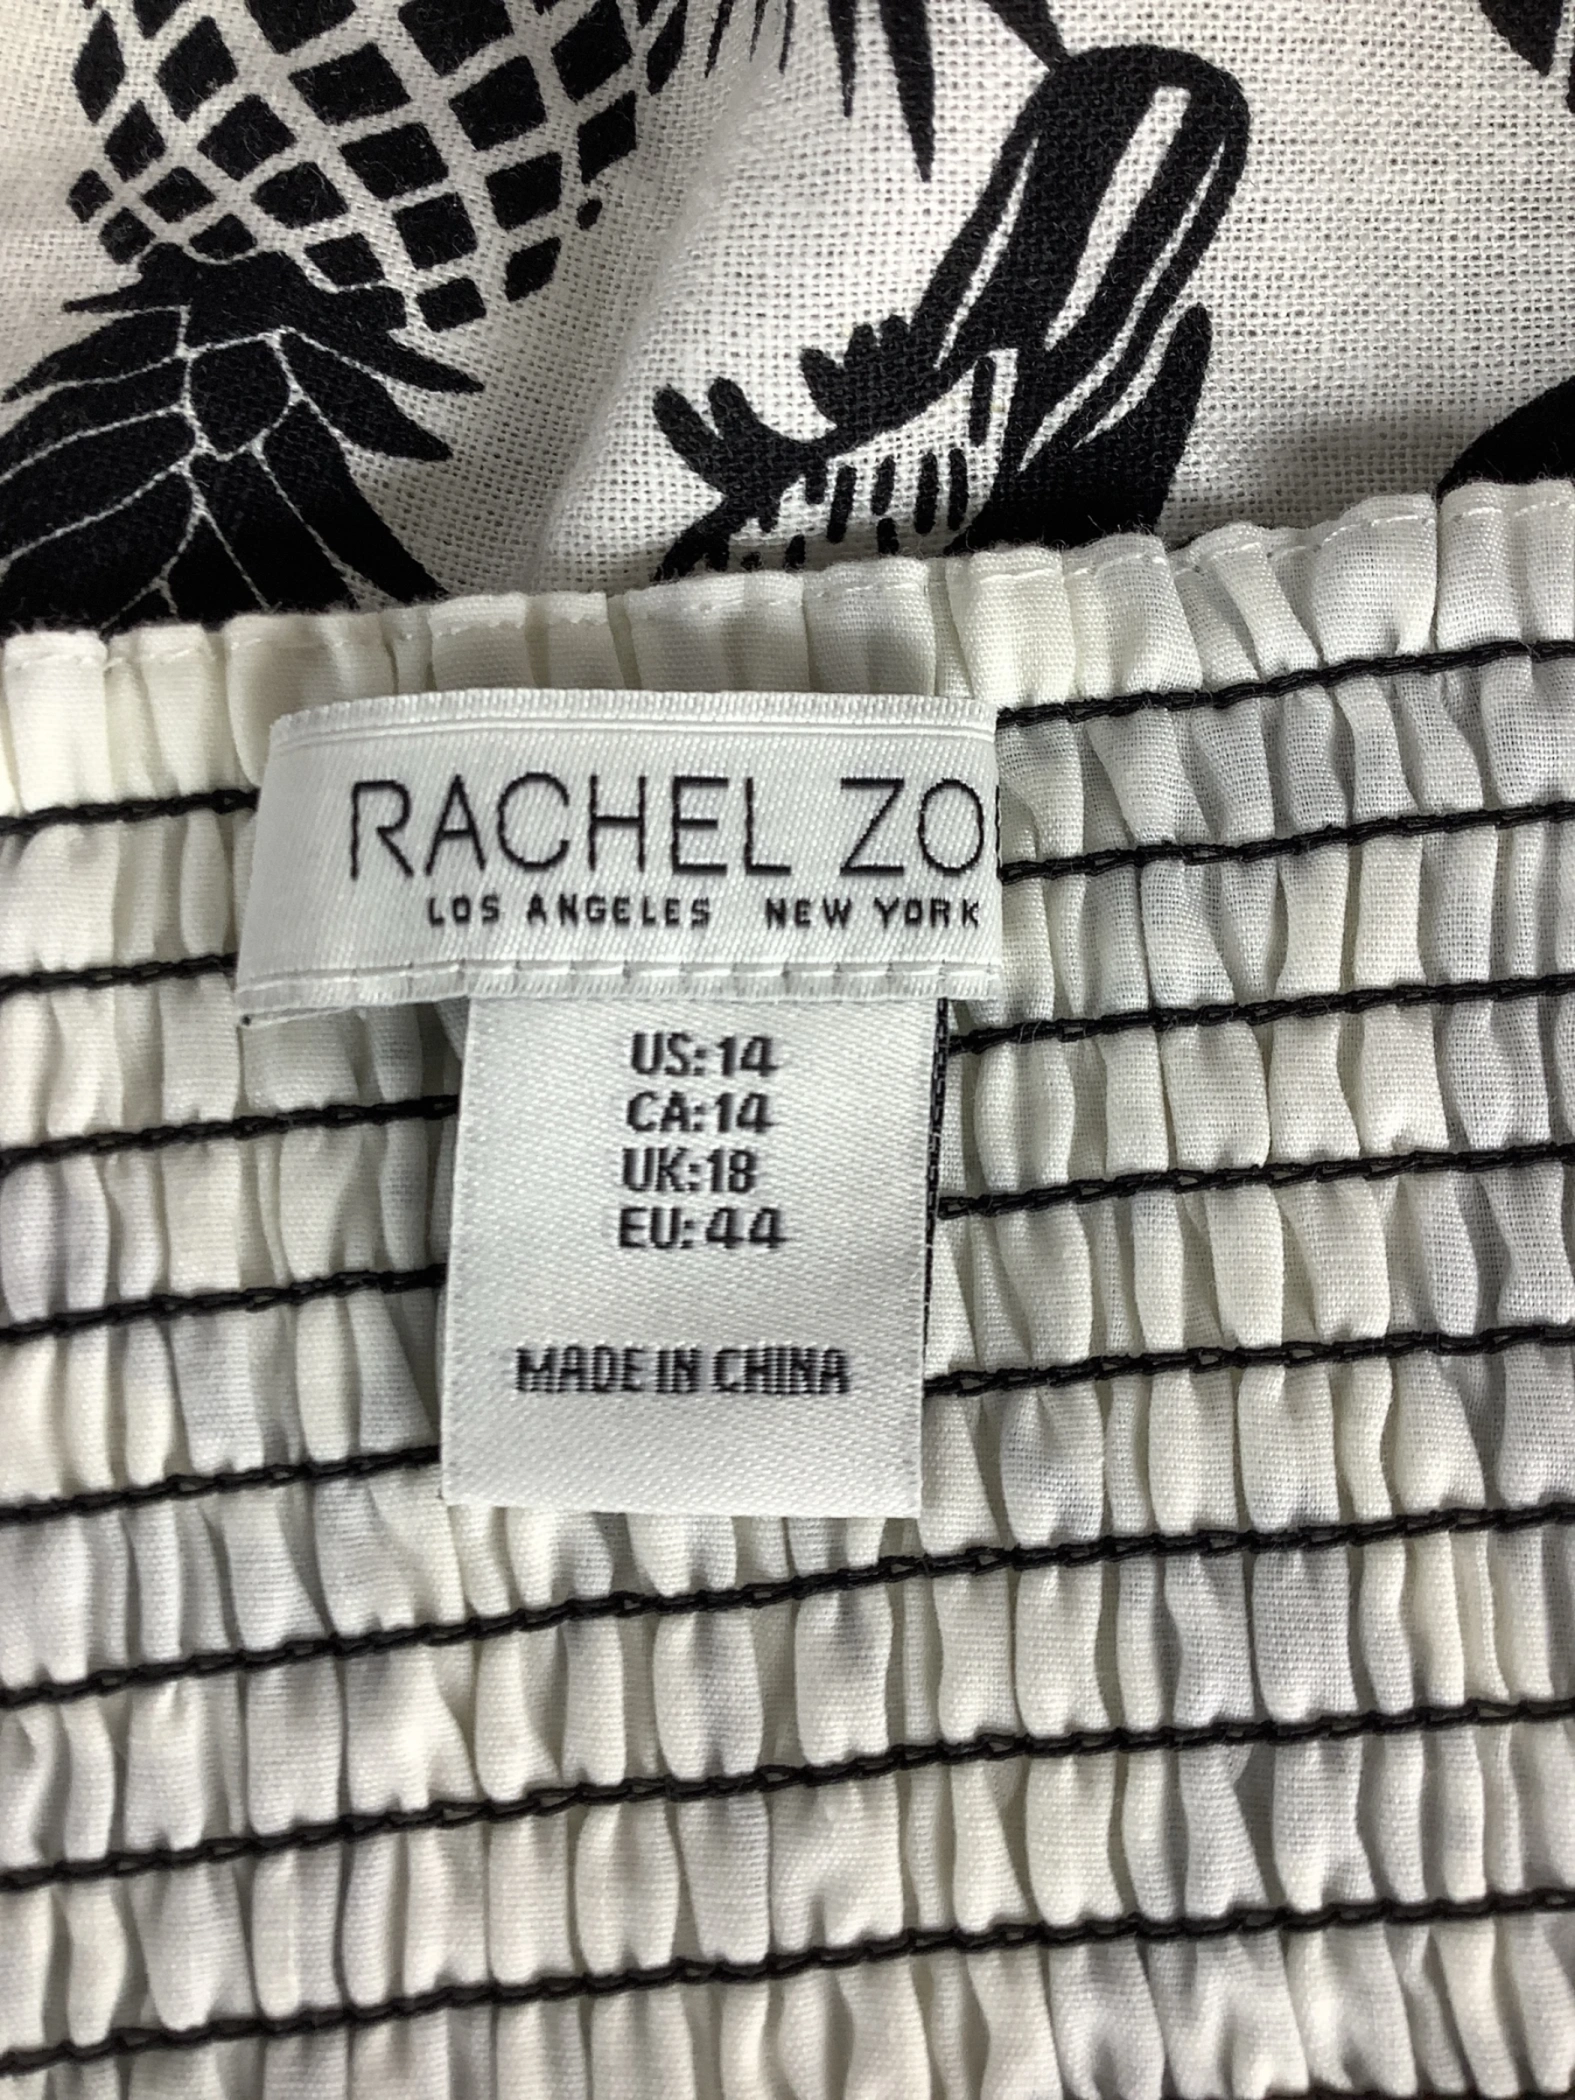 RACHEL ZO
LOS ANGELES NEW YORK
US: 14
CA: 14
UK: 18
EU: 44
MADE IN CHINA